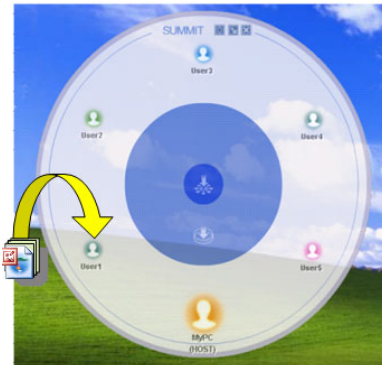 SUMMIT
User3
User2
User4
User1
User5
MyPC
(HOST)